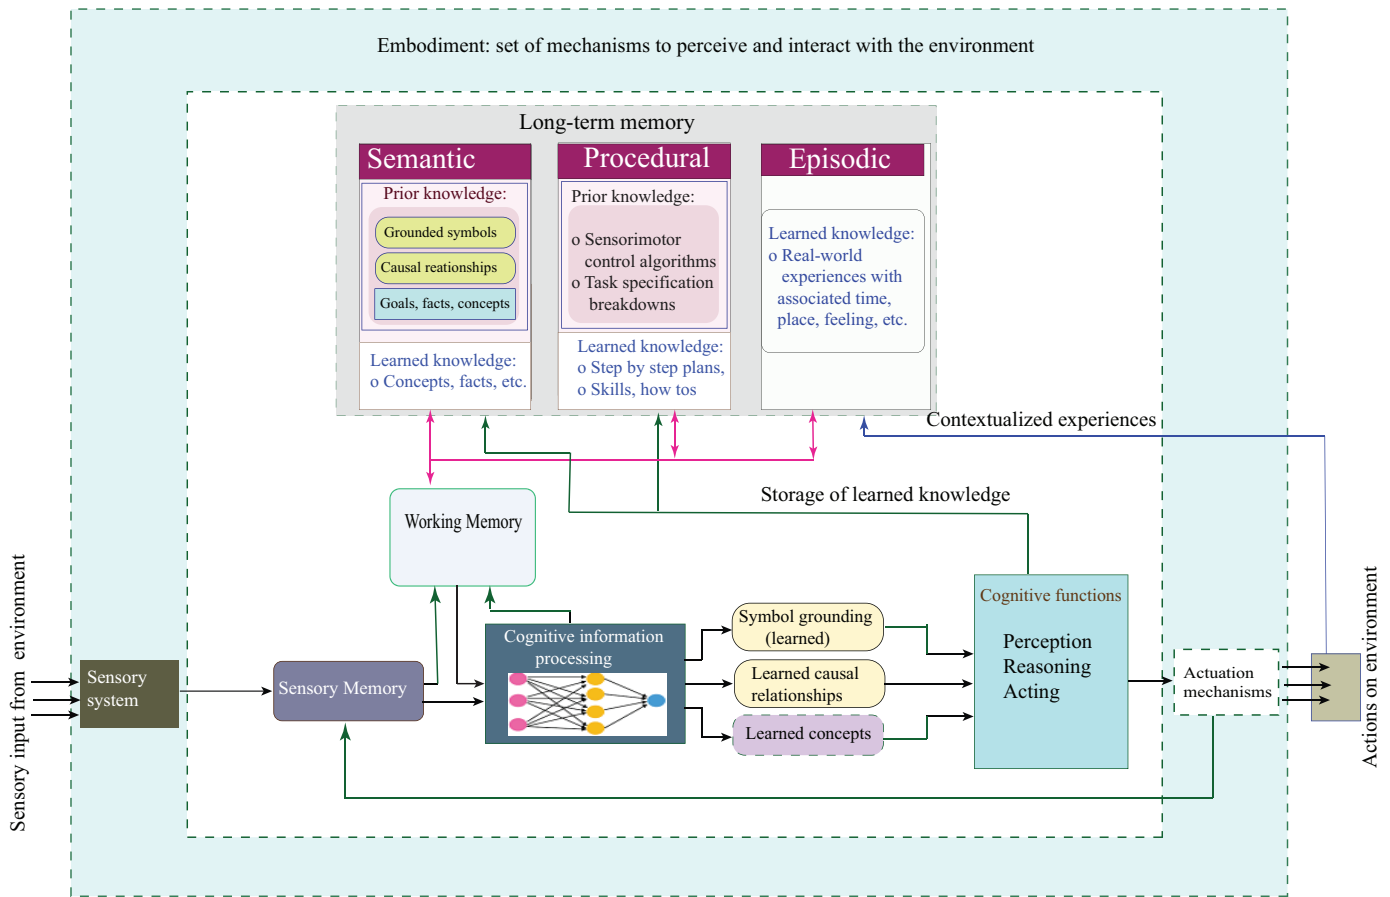 Embodiment: set of mechanisms to perceive and interact with the environment
Long-term memory
Semantic
Prior knowledge:
Grounded symbols
Causal reationships
Goals, facts, concepts
Learned knowledge:
o Concepts, facts, etc.
Procedural
Prior knowledge:
o Sensorimotor
control algorithms
o Task specification
breakdowns
Learned knowledge:
o Step by step plans,
o Skills, how tos
Episodic
Learned knowledge:
o Real-world
experiences with
associated time,
place, feeling, etc.
Contextualized experiences
Storage of learned knowledge
Working Memory
Sensory input from environment
Sensory
system
Sensory Memory
Cognitive information
processing
Symbol grounding
(learned)
Learned causal
relationships
Learned concepts
Cognitive functions
Perception
Reasoning
Acting
Actuation
mechanisms
Actions on environment